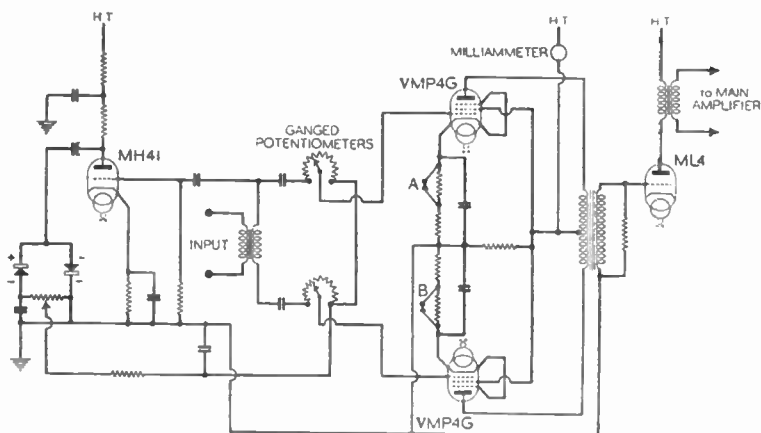 H T
H T
H T
MILLIAMMETER
VMP4G
to MAIN
AMPLIFIER
GANGED
POTENTIOMETERS
MH41
ML4
A
INPUT
B
VMP4G